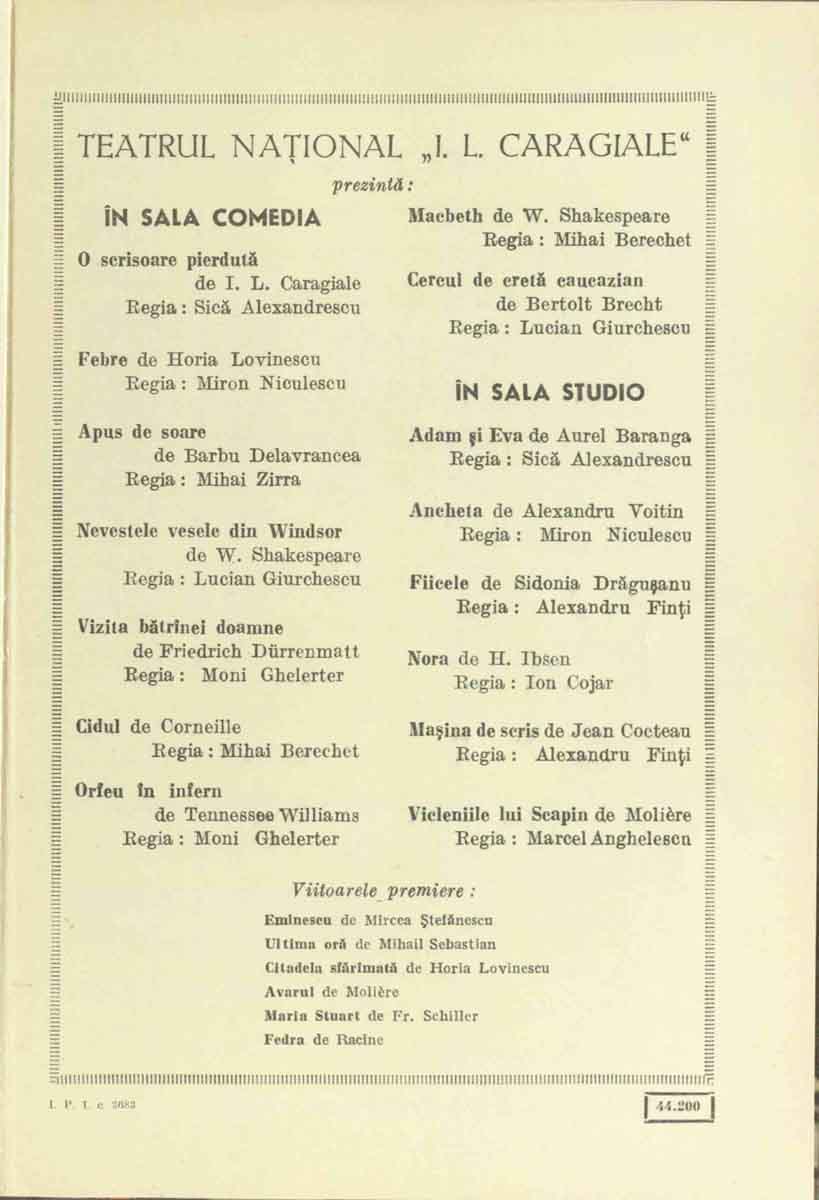 TEATRUL NAȚIONAL „I. L. CARAGIALE“
prezintă :
ÎN SALA COMEDIA
O scrisoare pierdută
de I. L. Caragiale
Regia : Sică Alexandrescu
Febre de Horia Lovinescu
Regia : Miron Niculescu
Apus de soare
de Barbu Delavrancea
Regia : Mihai Zirra
Nevestele vesele din Windsor
de W. Shakespeare
Regia : Lucian Giurchescu
Vizita bătrînei doamne
de Friedrich Dürrenmatt
Regia : Moni Ghelerter
Cidul de Corneille
Regia : Mihai Berechet
Orfeu în infern
de Tennessee Williams
Regia : Moni Ghelerter
Macbeth de W. Shakespeare
Regia : Mihai Berechet
Cercul de cretă caucazian
de Bertolt Brecht
Regia : Lucian Giurchescu
ÎN SALA STUDIO
Adam și Eva de Aurel Baranga
Regia : Sică Alexandrescu
Ancheta de Alexandru Voitin
Regia : Miron Niculescu
Fiicele de Sidonia Drăgușanu
Regia : Alexandru Finți
Nora de H. Ibsen
Regia : Ion Cojar
Mașina de scris de Jean Cocteau
Regia : Alexandru Finți
Vicleniile lui Scapin de Molière
Regia : Marcel Anghelescu
Viitoarele premiere :
Eminescu de Mircea Ștefănescu
Ultima oră de Mihail Sebastian
Citadela sfărîmată de Horia Lovinescu
Avarul de Molière
Maria Stuart de Fr. Schiller
Fedra de Racine
I. P. 1. c. 3683
44.200